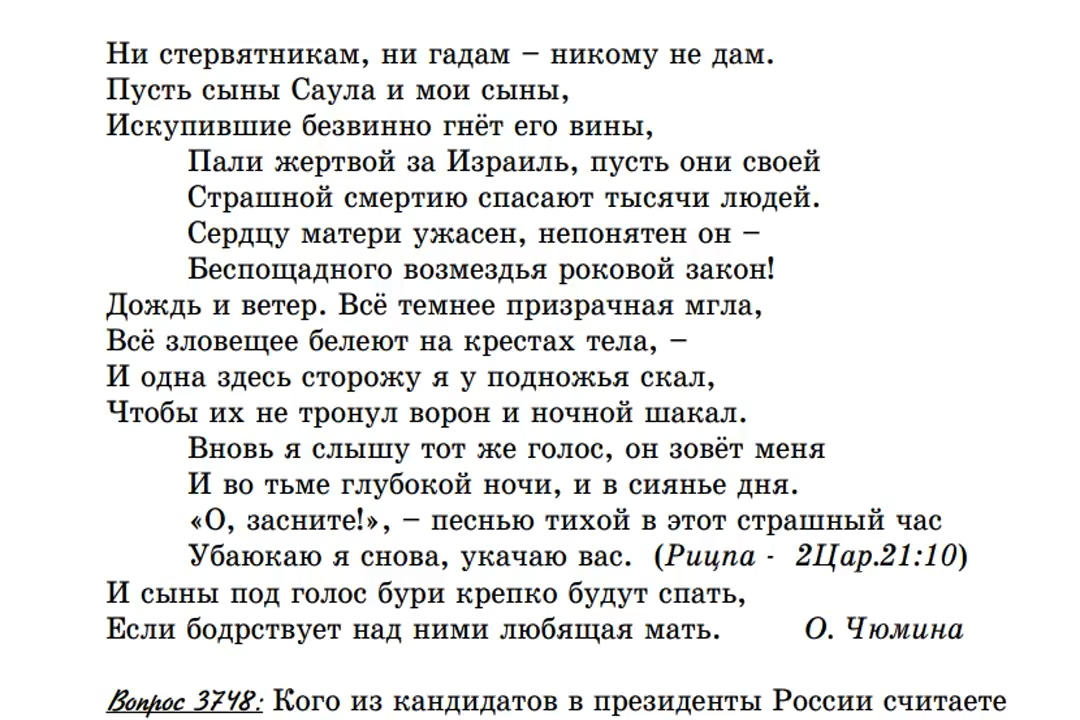 Ни стервятникам, ни гадам – никому не дам.
Пусть сыны Саула и мои сыны,
Искупившие безвинно гнёт его вины,
Пали жертвой за Израиль, пусть они своей
Страшной смертию спасают тысячи людей.
Сердцу матери ужасен, непонятен он –
Беспощадного возмездья роковой закон!
Дождь и ветер. Всё темнее призрачная мгла,
Всё зловещее белеют на крестах тела, –
И одна здесь сторожу я у подножья скал,
Чтобы их не тронул ворон и ночной шакал.
Вновь я слышу тот же голос, он зовёт меня
И во тьме глубокой ночи, и в сиянье дня.
«О, засните!», – песнью тихой в этот страшный час
Убаюкаю я снова, укачаю вас. (Рицпа - 2Цар.21:10)
И сыны под голос бури крепко будут спать,
Если бодрствует над ними любящая мать. О. Чюмина
Вопрос 3748: Кого из кандидатов в президенты России считаете